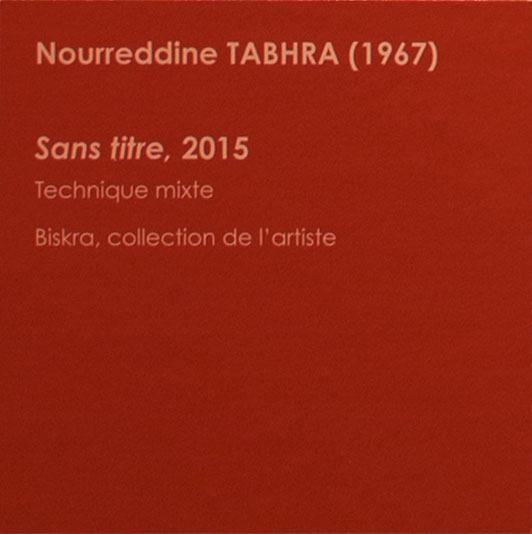 Nourreddine TABHRA (1967)
Sans titre, 2015
Technique mixte
Biskra, collection de l'artiste